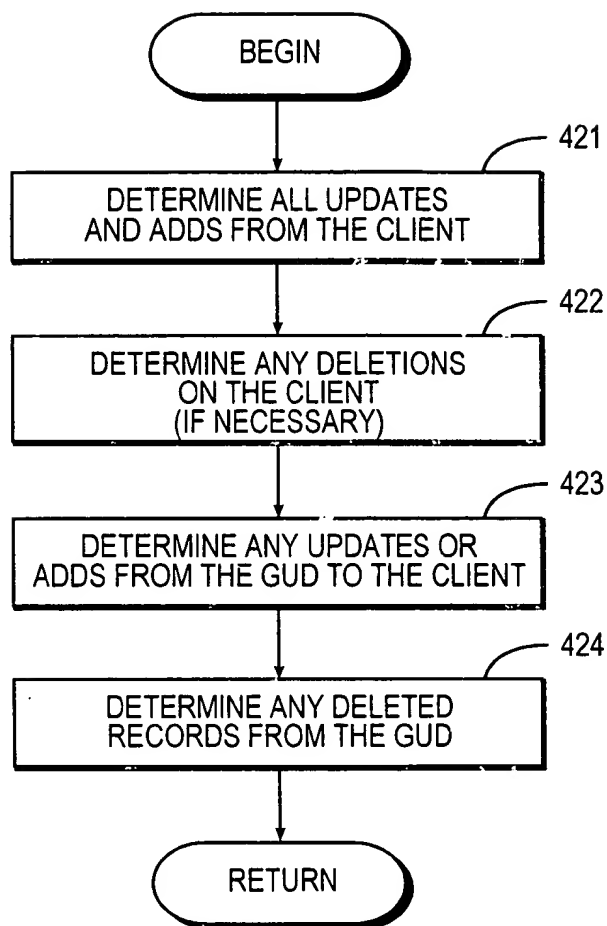 BEGIN
421
DETERMINE ALL UPDATES
AND ADDS FROM THE CLIENT
422
DETERMINE ANY DELETIONS
ON THE CLIENT
(IF NECESSARY)
423
DETERMINE ANY UPDATES OR
ADDS FROM THE GUD TO THE CLIENT
424
DETERMINE ANY DELETED
RECORDS FROM THE GUD
RETURN